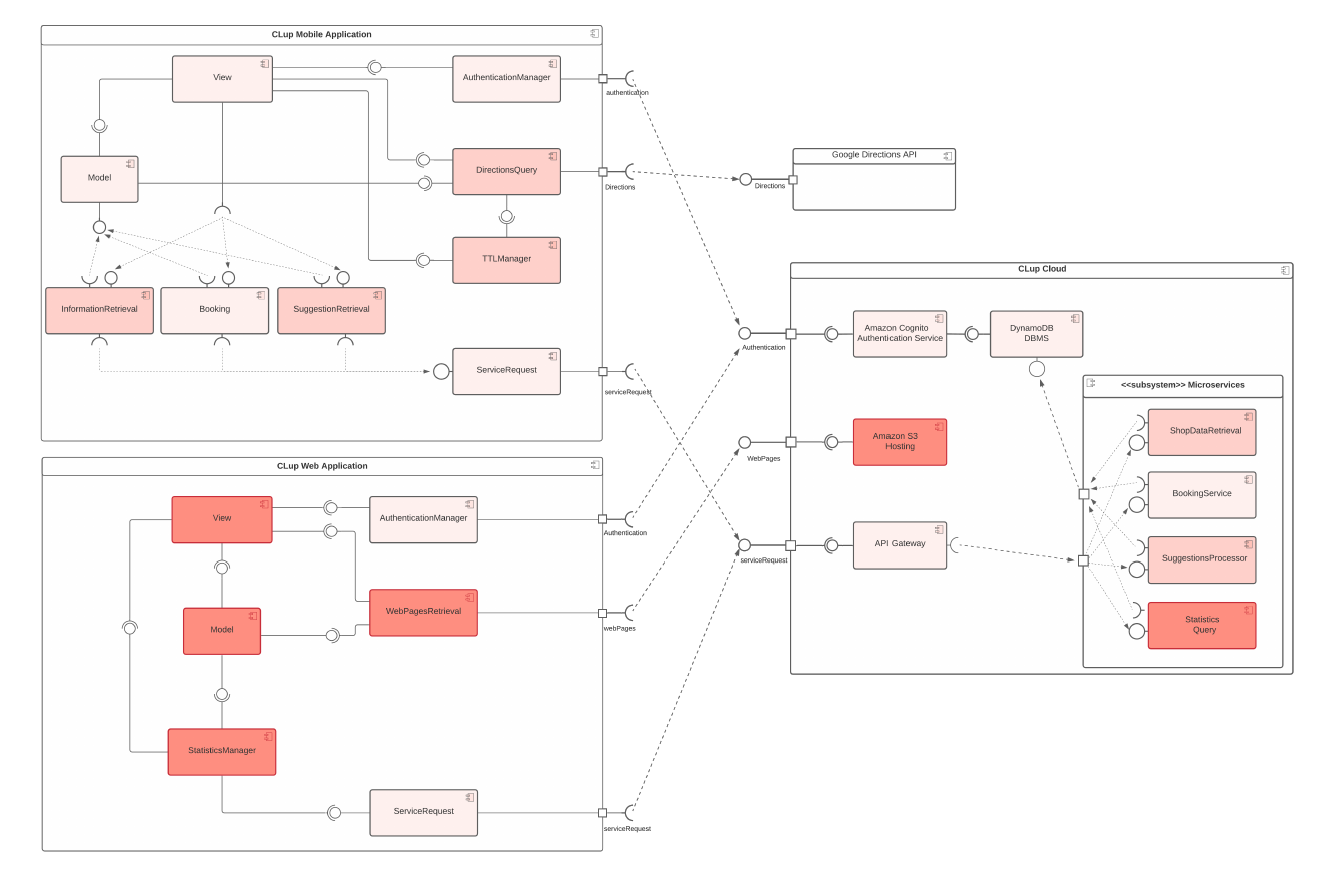 CLup Mobile Application
View
AuthenticationManager
authentication
Model
DirectionsQuery
Directions
TTLManager
InformationRetrieval
Booking
SuggestionRetrieval
ServiceRequest
serviceRequest
Google Directions API
Directions
CLup Cloud
Authentication
Amazon Cognito
Authentication Service
DynamoDB
DBMS
<<subsystem>> Microservices
ShopDataRetrieval
WebPages
Amazon S3
Hosting
BookingService
serviceRequest
API Gateway
SuggestionsProcessor
Statistics
Query
CLup Web Application
View
AuthenticationManager
Authentication
WebPagesRetrieval
webPages
Model
StatisticsManager
ServiceRequest
serviceRequest